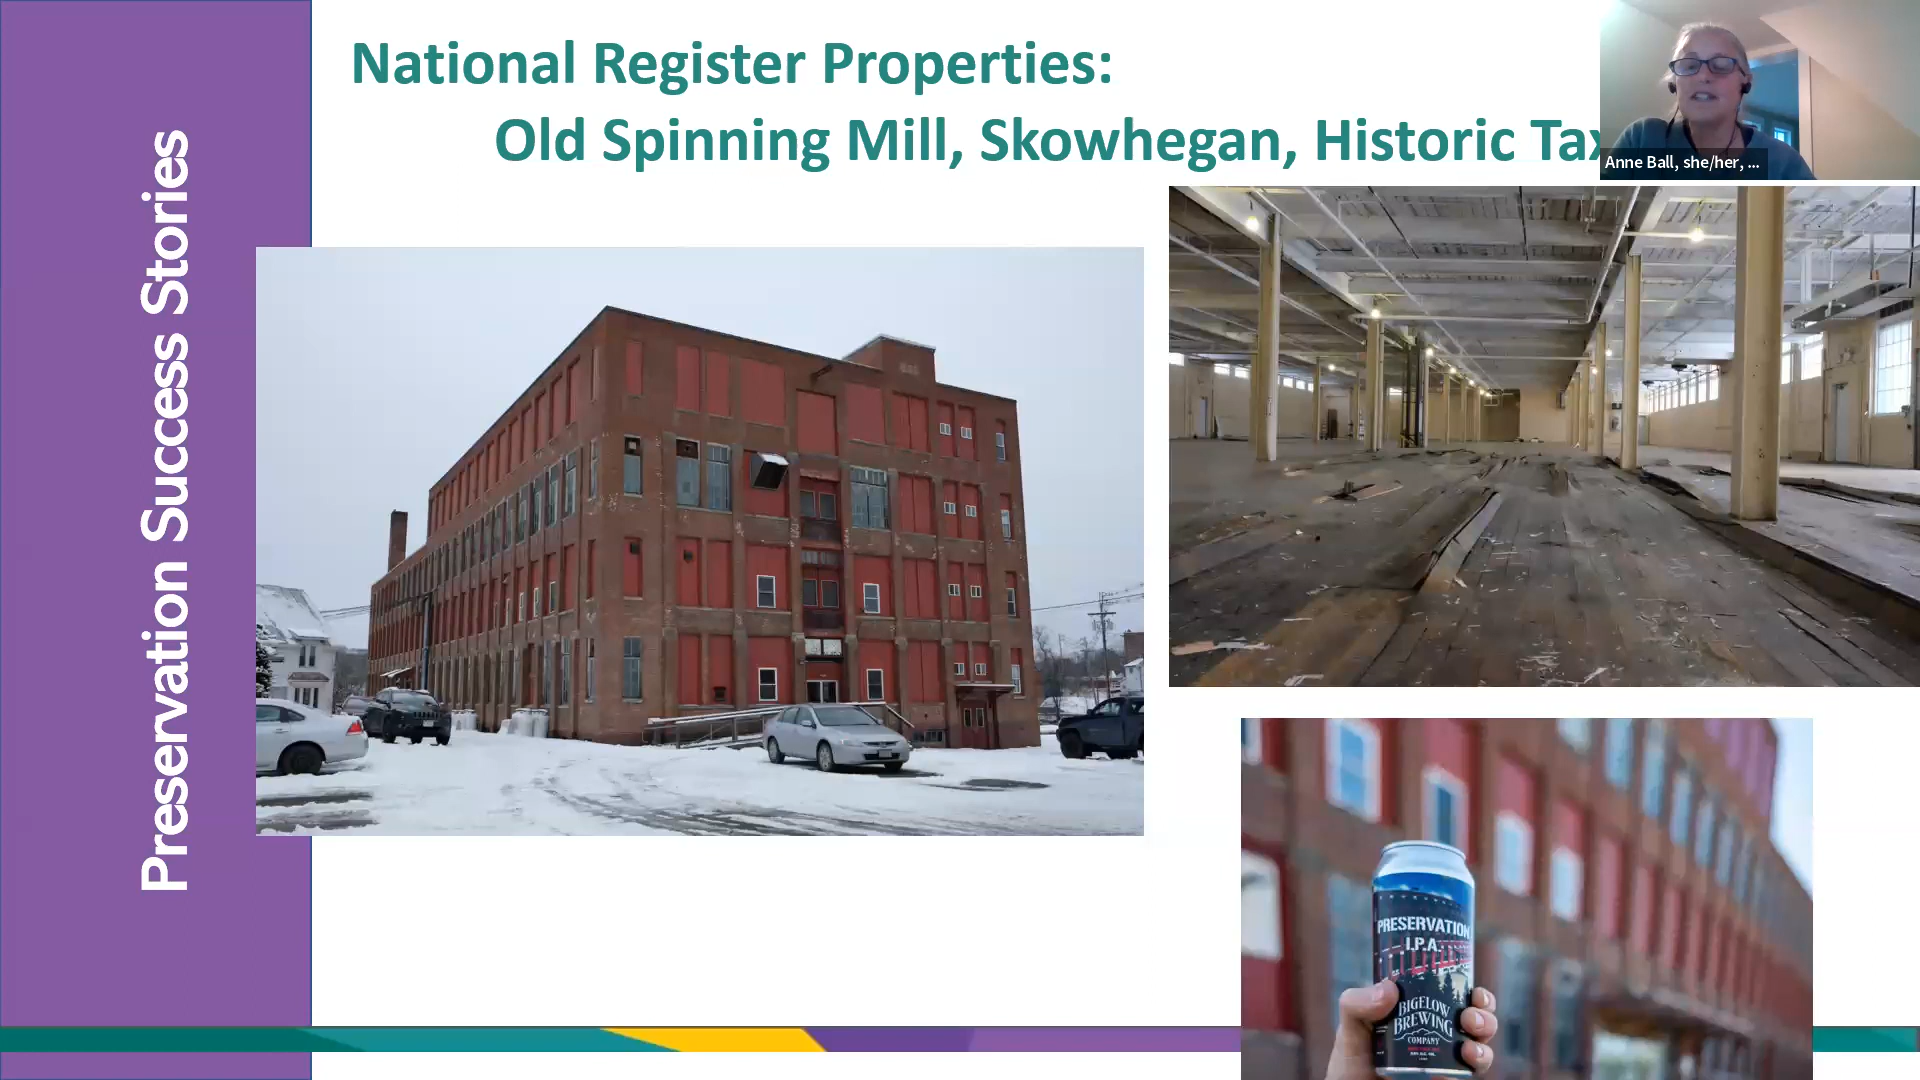 National Register Properties:
Old Spinning Mill, Skowhegan, Historic Tax
Anne Ball, she/her, ...
Preservation Success Stories
PRESERVATION
I.P.A.
BIGELOW
BREWING
COMPANY